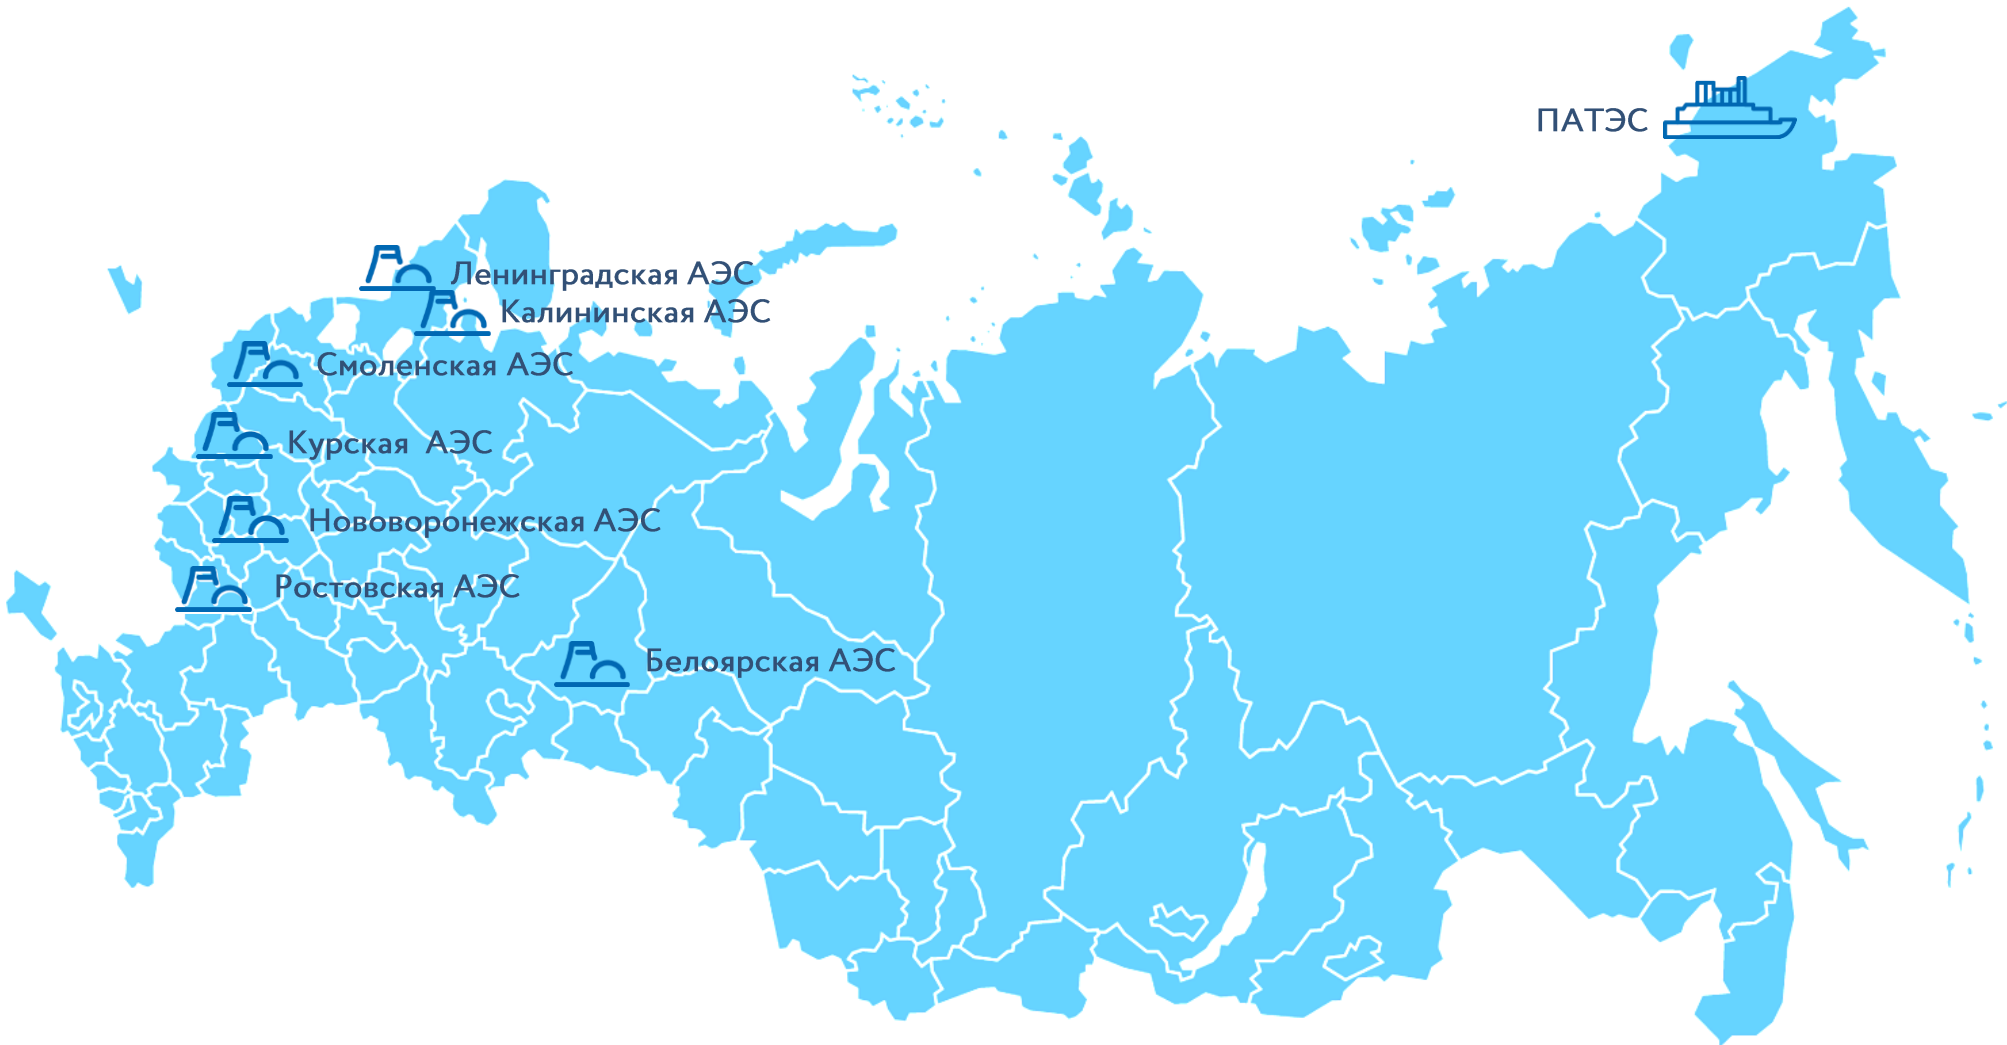 ПАТЭС
Ленинградская АЭС
Калининская АЭС
Смоленская АЭС
Курская АЭС
Нововоронежская АЭС
Ростовская АЭС
Белоярская АЭС